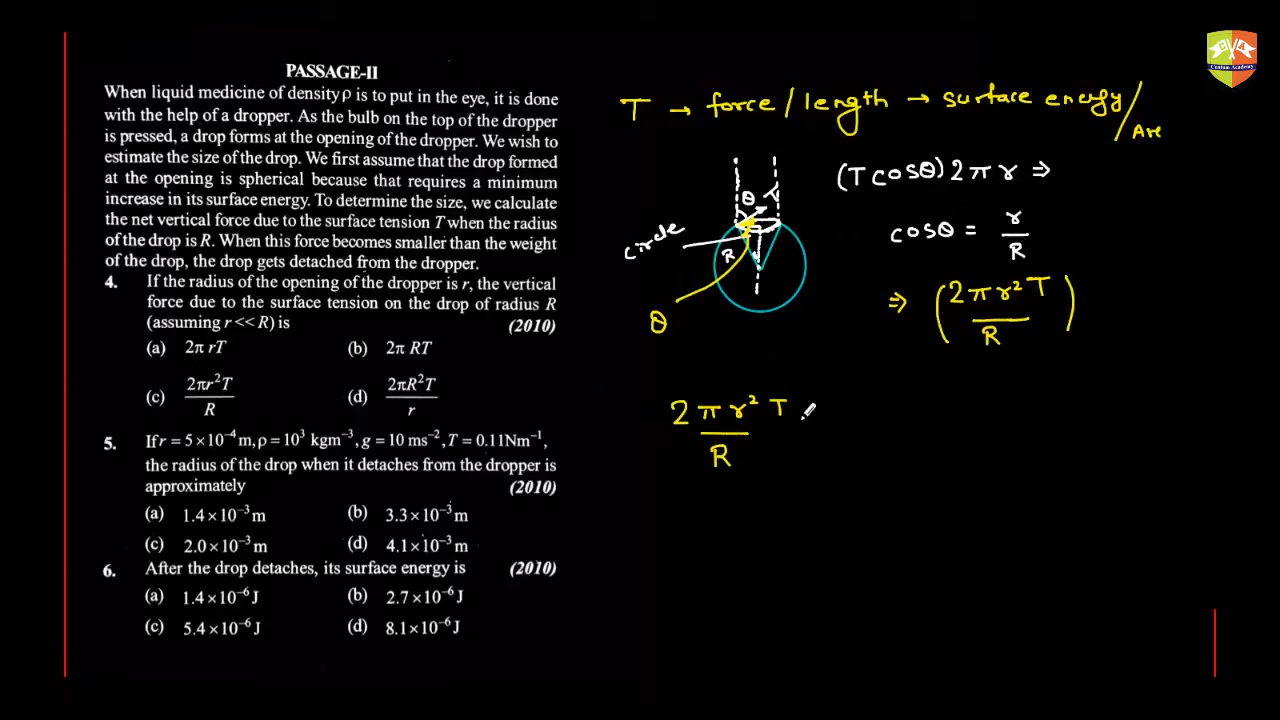 PASSAGE-II
When liquid medicine of density ρ is to put in the eye, it is done
with the help of a dropper. As the bulb on the top of the dropper
is pressed, a drop forms at the opening of the dropper. We wish to
estimate the size of the drop. We first assume that the drop formed
at the opening is spherical because that requires a minimum
increase in its surface energy. To determine the size, we calculate
the net vertical force due to the surface tension T when the radius
of the drop is R. When this force becomes smaller than the weight
of the drop, the drop gets detached from the dropper.
4. If the radius of the opening of the dropper is r, the vertical
force due to the surface tension on the drop of radius R
(assuming r << R) is (2010)
(a) 2π rT (b) 2π RT
(c) 2πr²T / R (d) 2πR²T / r
5. If r = 5 × 10⁻⁴ m, ρ = 10³ kgm⁻³, g = 10 ms⁻², T = 0.11Nm⁻¹,
the radius of the drop when it detaches from the dropper is
approximately (2010)
(a) 1.4×10⁻³ m (b) 3.3×10⁻³ m
(c) 2.0×10⁻³ m (d) 4.1×10⁻³ m
6. After the drop detaches, its surface energy is (2010)
(a) 1.4×10⁻⁶ J (b) 2.7×10⁻⁶ J
(c) 5.4×10⁻⁶ J (d) 8.1×10⁻⁶ J
T → force / length → surface energy / Are
(T cosθ) 2πr ⇒
cosθ = r / R
⇒ (2πr²T / R)
θ
circle
R
θ
2πr²T / R
C A
Centum Academy